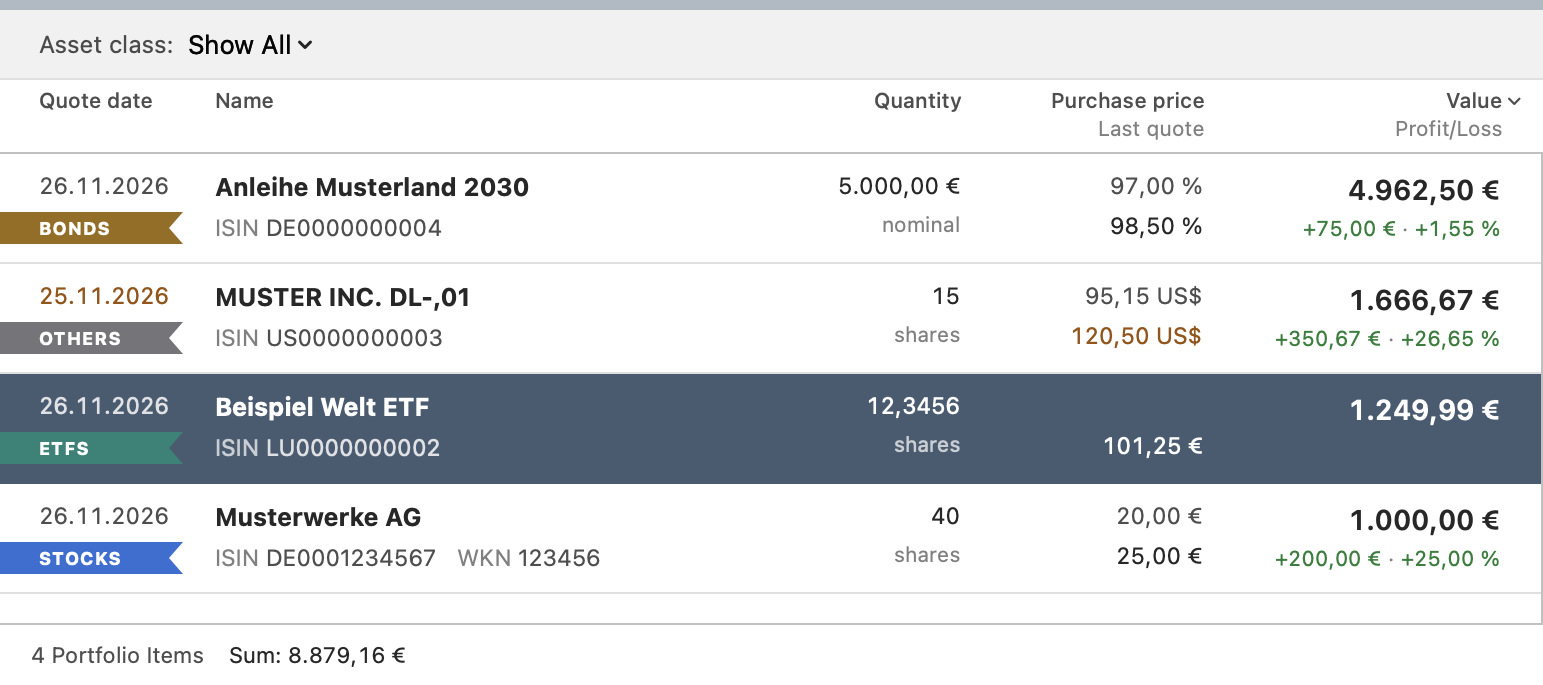 Asset class: Show All
Quote date Name Quantity Purchase price Value
Last quote Profit/Loss
26.11.2026 Anleihe Musterland 2030 5.000,00 € 97,00 % 4.962,50 €
BONDS ISIN DE0000000004 nominal 98,50 % +75,00 € · +1,55 %
25.11.2026 MUSTER INC. DL-,01 15 95,15 US$ 1.666,67 €
OTHERS ISIN US0000000003 shares 120,50 US$ +350,67 € · +26,65 %
26.11.2026 Beispiel Welt ETF 12,3456 1.249,99 €
ETFS ISIN LU0000000002 shares 101,25 €
26.11.2026 Musterwerke AG 40 20,00 € 1.000,00 €
STOCKS ISIN DE0001234567 WKN 123456 shares 25,00 € +200,00 € · +25,00 %
4 Portfolio Items Sum: 8.879,16 €